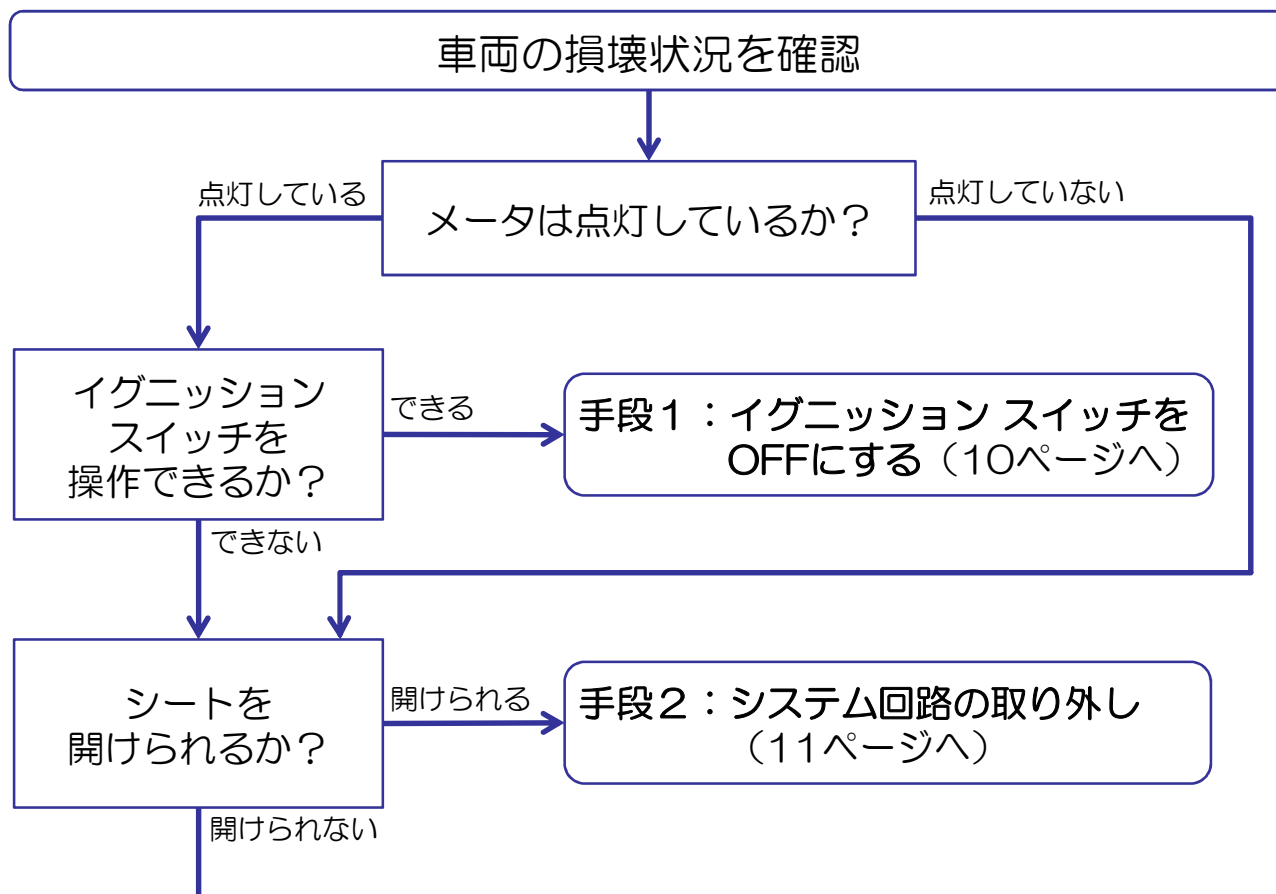 車両の損壊状況を確認
点灯している
メータは点灯しているか？
点灯していない
イグニッション
スイッチを
操作できるか？
できる
手段１：イグニッション スイッチを
OFFにする（10ページへ）
できない
シートを
開けられるか？
開けられる
手段２：システム回路の取り外し
（11ページへ）
開けられない